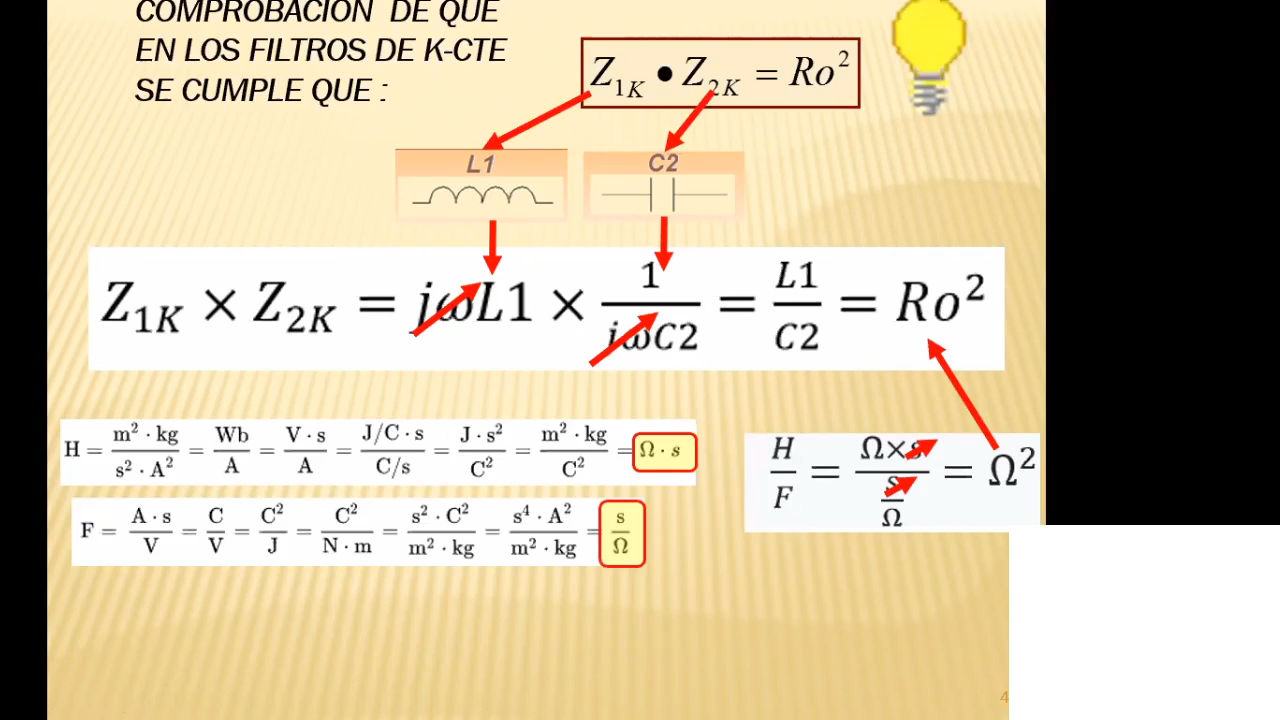 COMPROBACIÓN DE QUE
EN LOS FILTROS DE K-CTE
SE CUMPLE QUE :
Z₁K • Z₂K = Ro²
L1
C2
Z₁K × Z₂K = jωL1 × 1/(jωC2) = L1/C2 = Ro²
H = (m² · kg)/(s² · A²) = Wb/A = (V · s)/A = (J/C · s)/(C/s) = (J · s²)/C² = (m² · kg)/C² = Ω · s
H/F = (Ω×s)/(s/Ω) = Ω²
F = (A · s)/V = C/V = C²/J = C²/(N · m) = (s² · C²)/(m² · kg) = (s⁴ · A²)/(m² · kg) = s/Ω
4